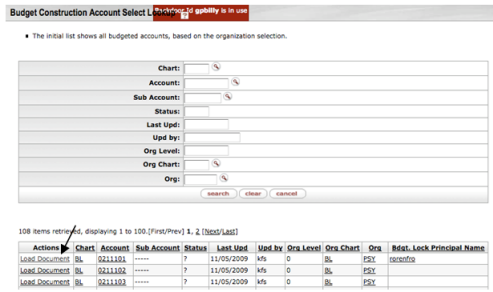 Budget Construction Account Select Lookup Backdoor Id gpbilly is in use
?
The initial list shows all budgeted accounts, based on the organization selection.
Chart:
Account:
Sub Account:
Status:
Last Upd:
Upd by:
Org Level:
Org Chart:
Org:
search clear cancel
108 items retrieved, displaying 1 to 100.[First/Prev] 1, 2 [Next/Last]
Actions Chart Account Sub Account Status Last Upd Upd by Org Level Org Chart Org Bdgt. Lock Principal Name
Load Document BL 0211101 ----- ? 11/05/2009 kfs 0 BL PSY rorenfro
Load Document BL 0211102 ----- ? 11/05/2009 kfs 0 BL PSY
Load Document BL 0211103 ----- ? 11/05/2009 kfs 0 BL PSY